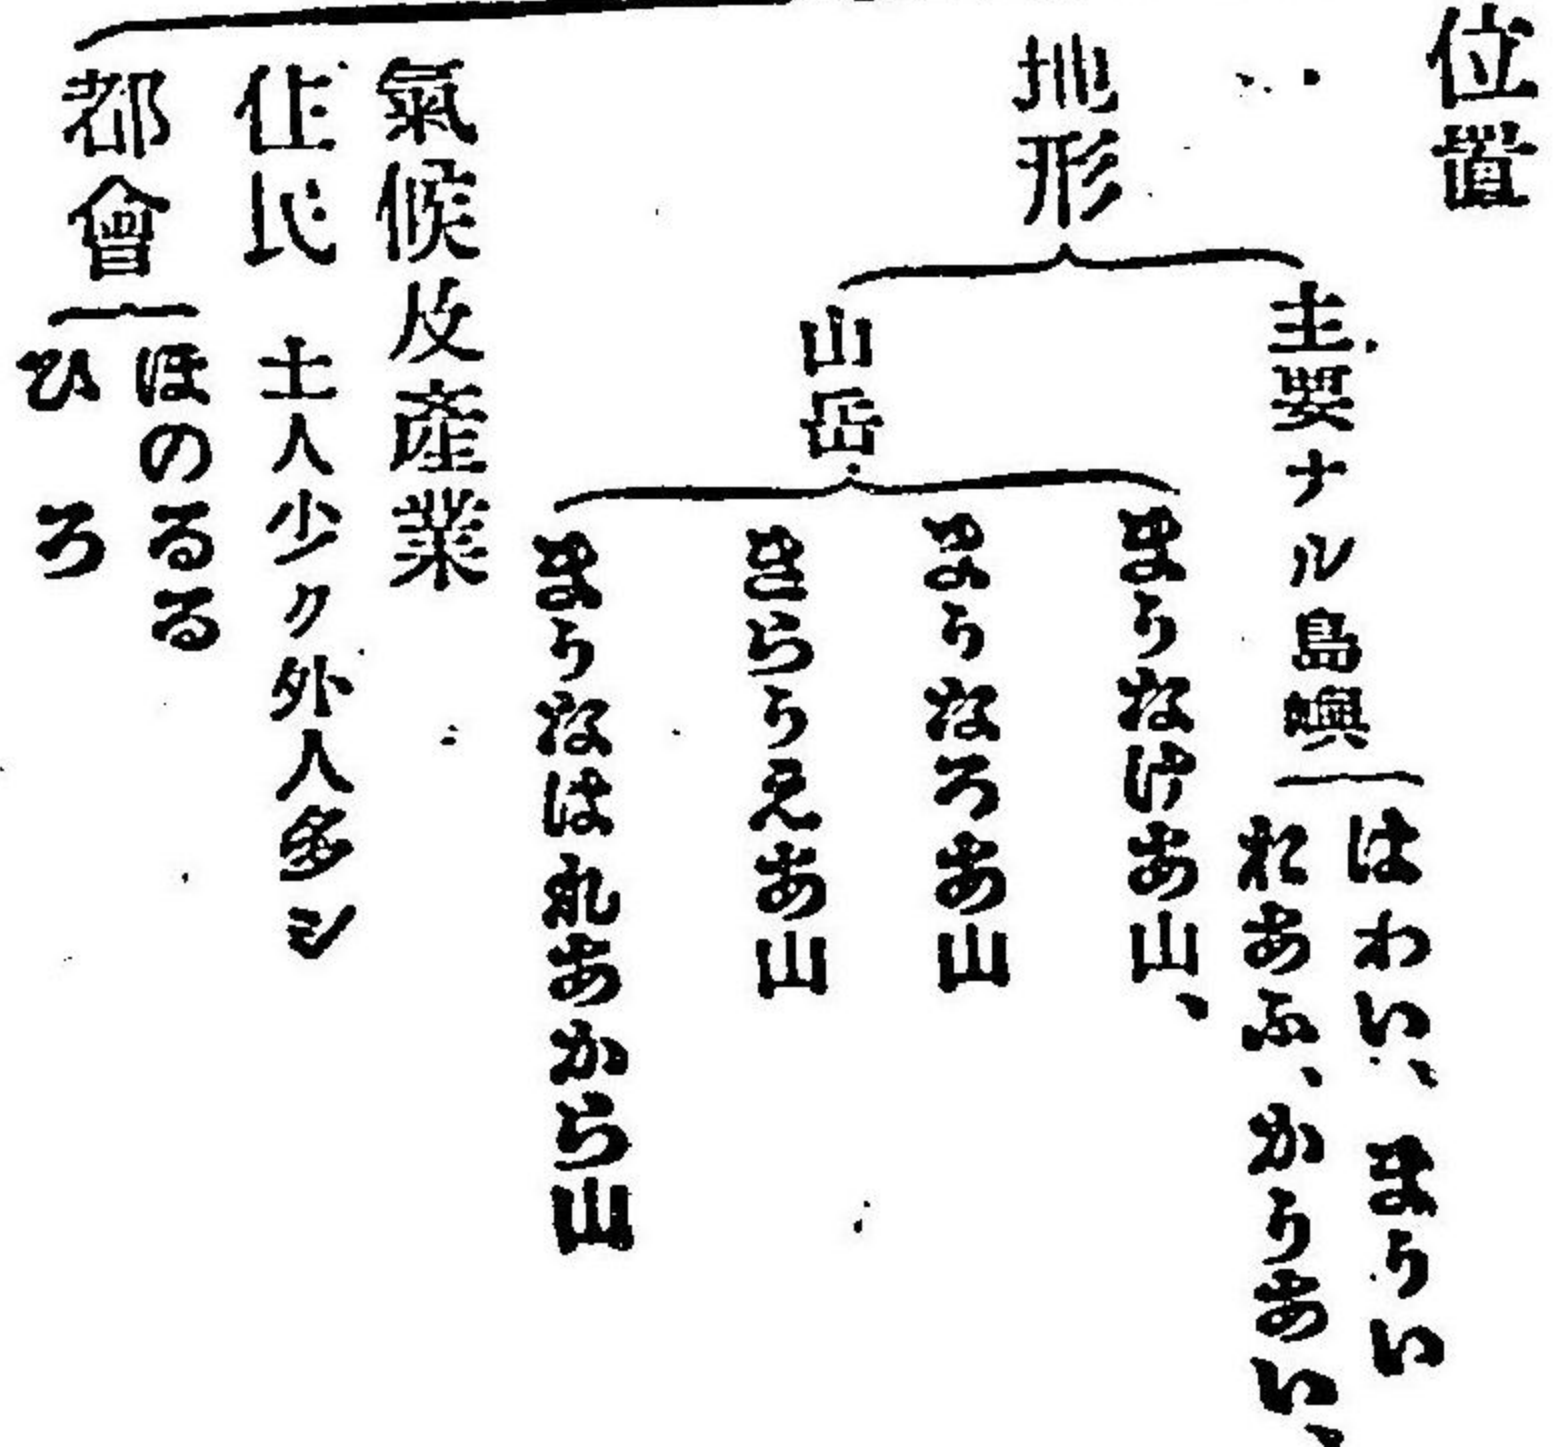 位置
地形
主要ナル島嶼
はわい、まうい
おあふ、かうあい、
山岳
まうなけあ山、
まうなろあ山
きらうえあ山
まうなはれあから山
氣候及産業
住民 土人少ク外人多シ
都會
ほのるる
ひろ